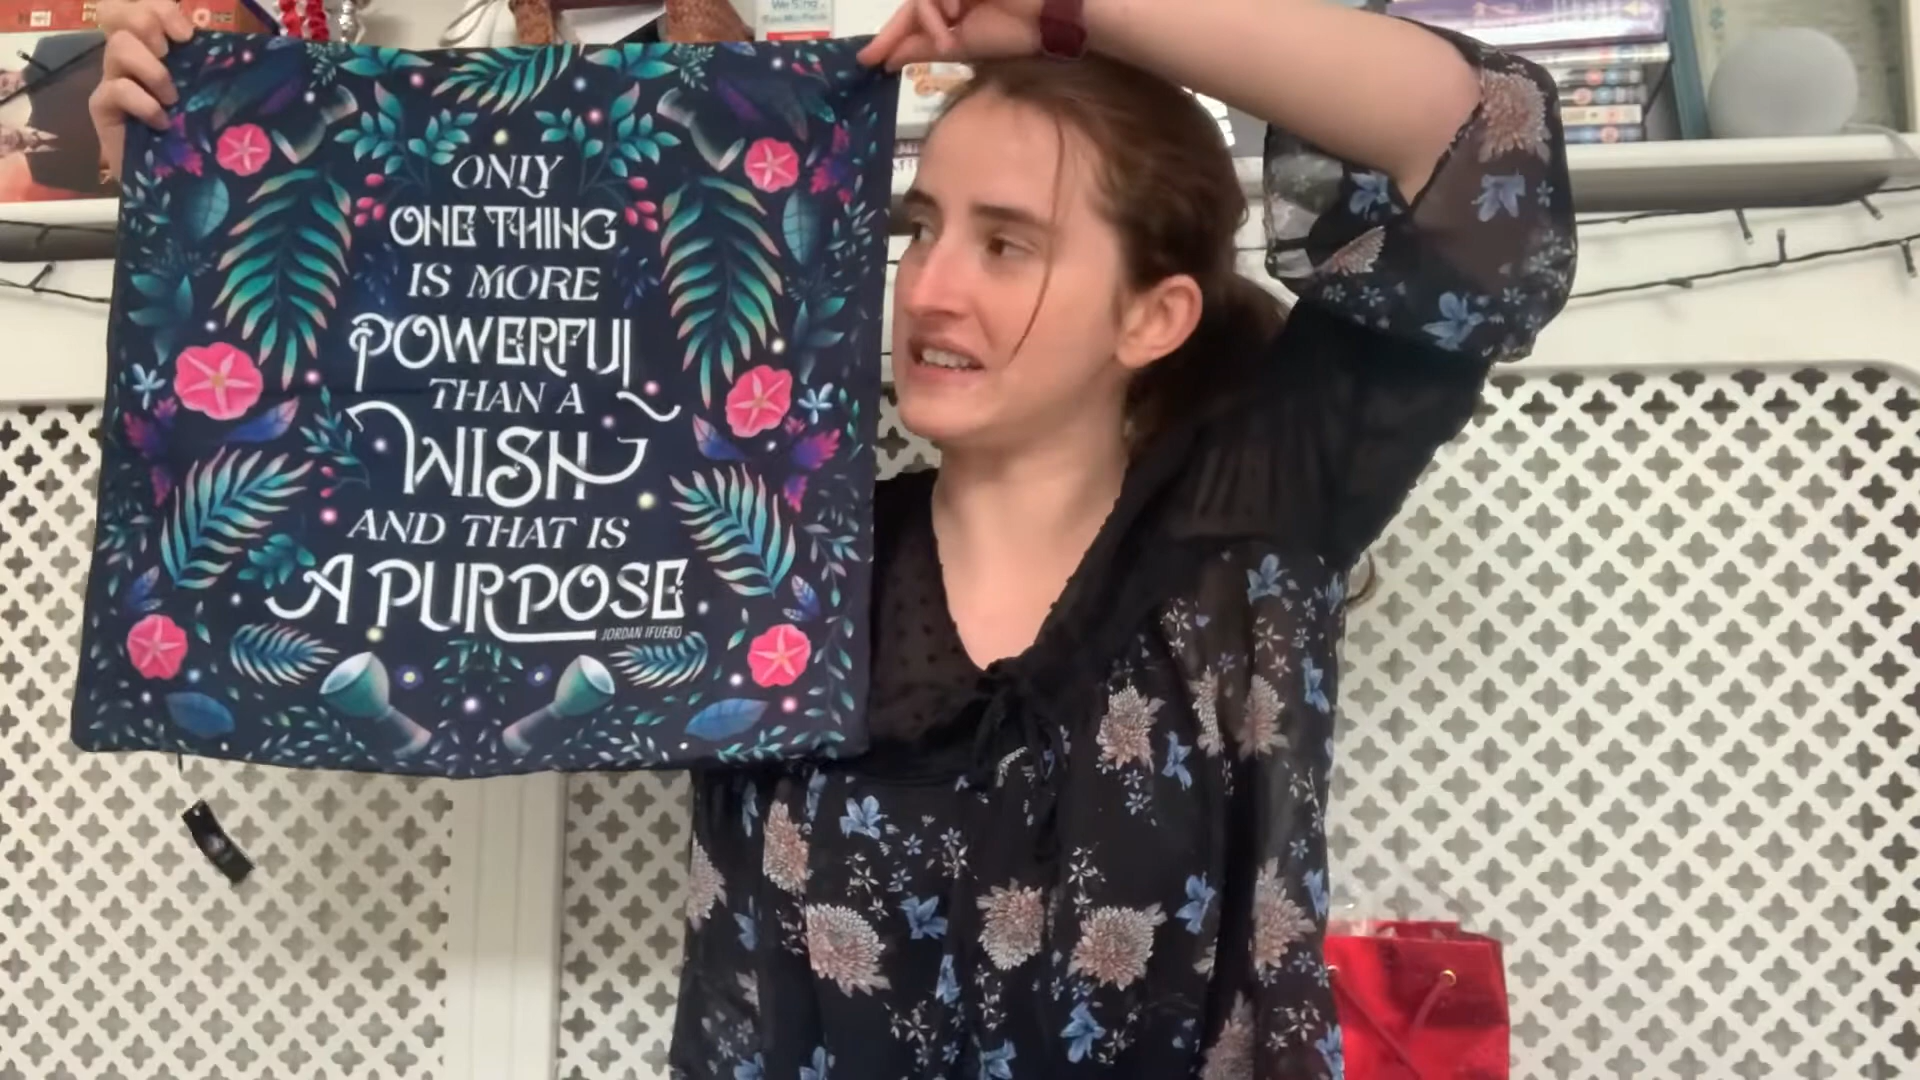 ONLY
ONE THING
IS MORE
POWERFUL
THAN A
WISH
AND THAT IS
A PURPOSE
JORDAN IFUEKO